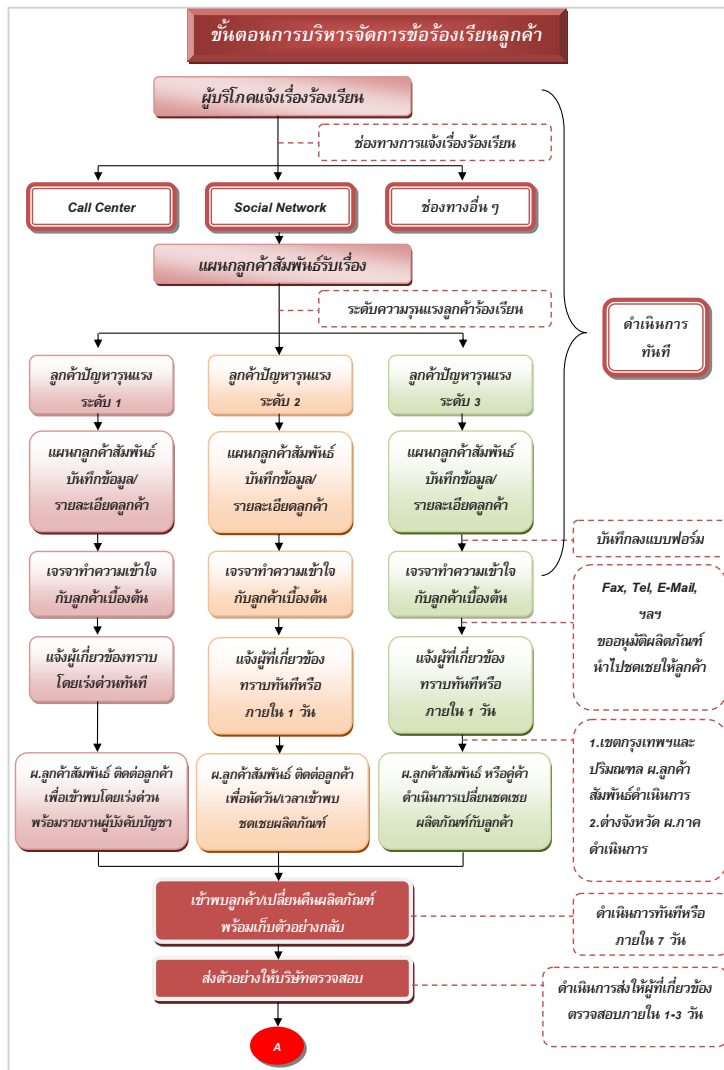 ขั้นตอนการบริหารจัดการข้อร้องเรียนลูกค้า
ผู้บริโภคแจ้งเรื่องร้องเรียน
ช่องทางการแจ้งเรื่องร้องเรียน
Call Center
Social Network
ช่องทางอื่น ๆ
แผนกลูกค้าสัมพันธ์รับเรื่อง
ระดับความรุนแรงลูกค้าร้องเรียน
ดำเนินการ
ทันที
ลูกค้าปัญหารุนแรง
ระดับ 1
ลูกค้าปัญหารุนแรง
ระดับ 2
ลูกค้าปัญหารุนแรง
ระดับ 3
แผนกลูกค้าสัมพันธ์
บันทึกข้อมูล/
รายละเอียดลูกค้า
แผนกลูกค้าสัมพันธ์
บันทึกข้อมูล/
รายละเอียดลูกค้า
แผนกลูกค้าสัมพันธ์
บันทึกข้อมูล/
รายละเอียดลูกค้า
บันทึกลงแบบฟอร์ม
เจรจาทำความเข้าใจ
กับลูกค้าเบื้องต้น
เจรจาทำความเข้าใจ
กับลูกค้าเบื้องต้น
เจรจาทำความเข้าใจ
กับลูกค้าเบื้องต้น
Fax, Tel, E-Mail,
ฯลฯ
ขออนุมัติผลิตภัณฑ์
นำไปชดเชยให้ลูกค้า
แจ้งผู้เกี่ยวข้องทราบ
โดยเร่งด่วนทันที
แจ้งผู้ที่เกี่ยวข้อง
ทราบทันทีหรือ
ภายใน 1 วัน
แจ้งผู้ที่เกี่ยวข้อง
ทราบทันทีหรือ
ภายใน 1 วัน
1.เขตกรุงเทพฯและ
ปริมณฑล ผ.ลูกค้า
สัมพันธ์ดำเนินการ
2.ต่างจังหวัด ผ.ภาค
ดำเนินการ
ผ.ลูกค้าสัมพันธ์ ติดต่อลูกค้า
เพื่อเข้าพบโดยเร่งด่วน
พร้อมรายงานผู้บังคับบัญชา
ผ.ลูกค้าสัมพันธ์ ติดต่อลูกค้า
เพื่อนัดวัน/เวลาเข้าพบ
ชดเชยผลิตภัณฑ์
ผ.ลูกค้าสัมพันธ์ หรือคู่ค้า
ดำเนินการเปลี่ยนชดเชย
ผลิตภัณฑ์กับลูกค้า
เข้าพบลูกค้า/เปลี่ยนคืนผลิตภัณฑ์
พร้อมเก็บตัวอย่างกลับ
ดำเนินการทันทีหรือ
ภายใน 7 วัน
ส่งตัวอย่างให้บริษัทตรวจสอบ
ดำเนินการส่งให้ผู้ที่เกี่ยวข้อง
ตรวจสอบภายใน 1-3 วัน
A